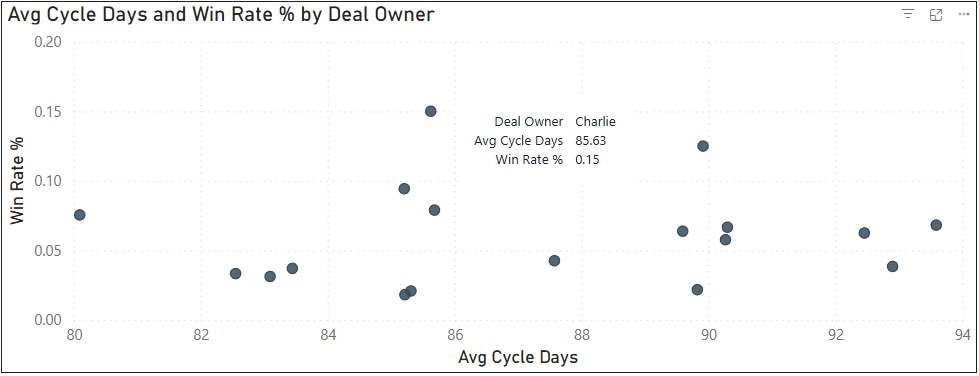 Avg Cycle Days and Win Rate % by Deal Owner
0.20
0.15
0.10
0.05
0.00
Win Rate %
Deal Owner Charlie
Avg Cycle Days 85.63
Win Rate % 0.15
80 82 84 86 88 90 92 94
Avg Cycle Days